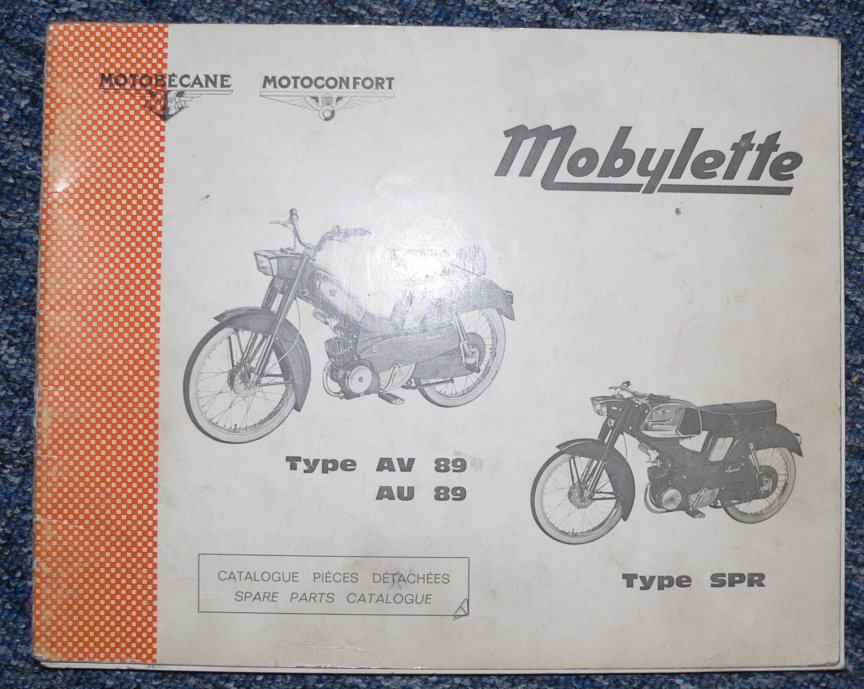 MOTOBÉCANE MOTOCONFORT
Mobylette
Type AV 89
AU 89
CATALOGUE PIÈCES DÉTACHÉES
SPARE PARTS CATALOGUE
Type SPR